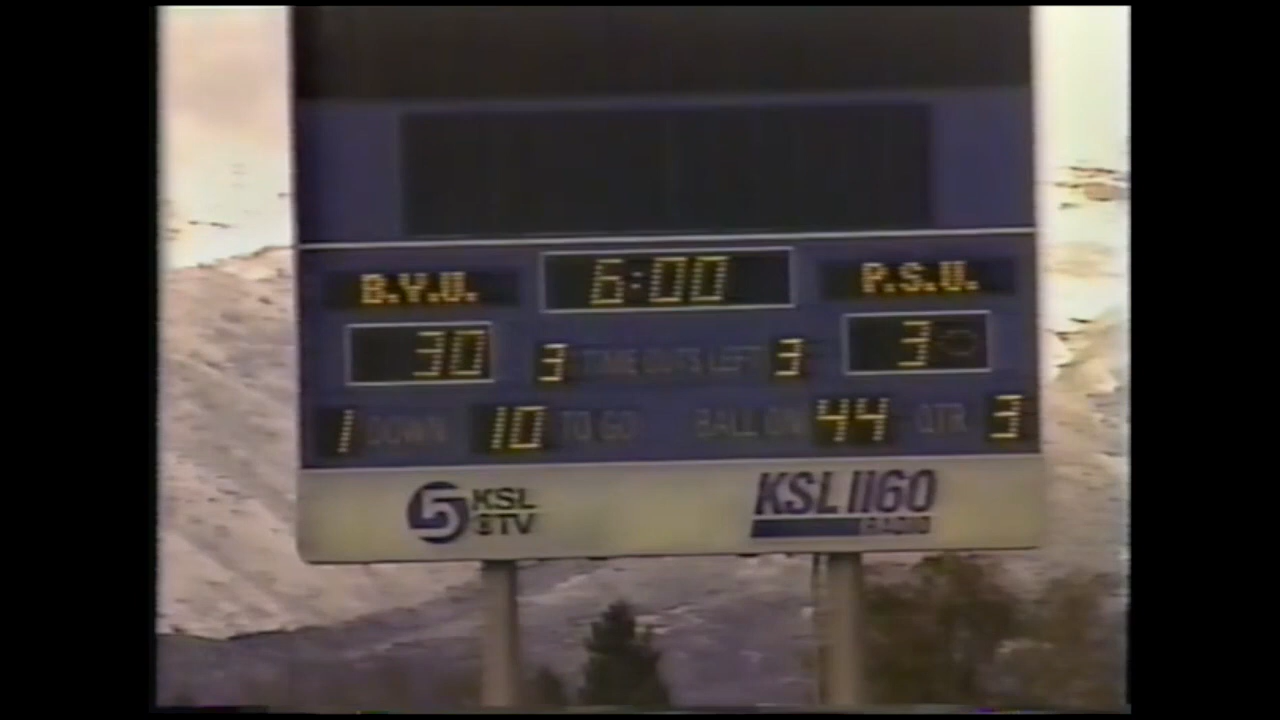 B.Y.U. 6:00 P.S.U.
30 3 TIME OUTS LEFT 3 3
1 DOWN 10 TO GO BALL ON 44 QTR 3
5 KSL TV KSL 1160
RADIO